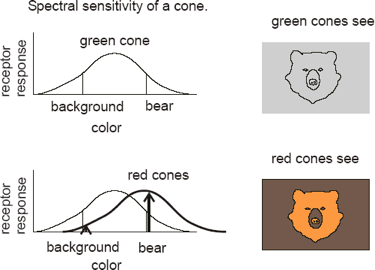 Spectral sensitivity of a cone.
green cones see
green cone
receptor
response
background
bear
color
red cones see
red cones
receptor
response
background
bear
color